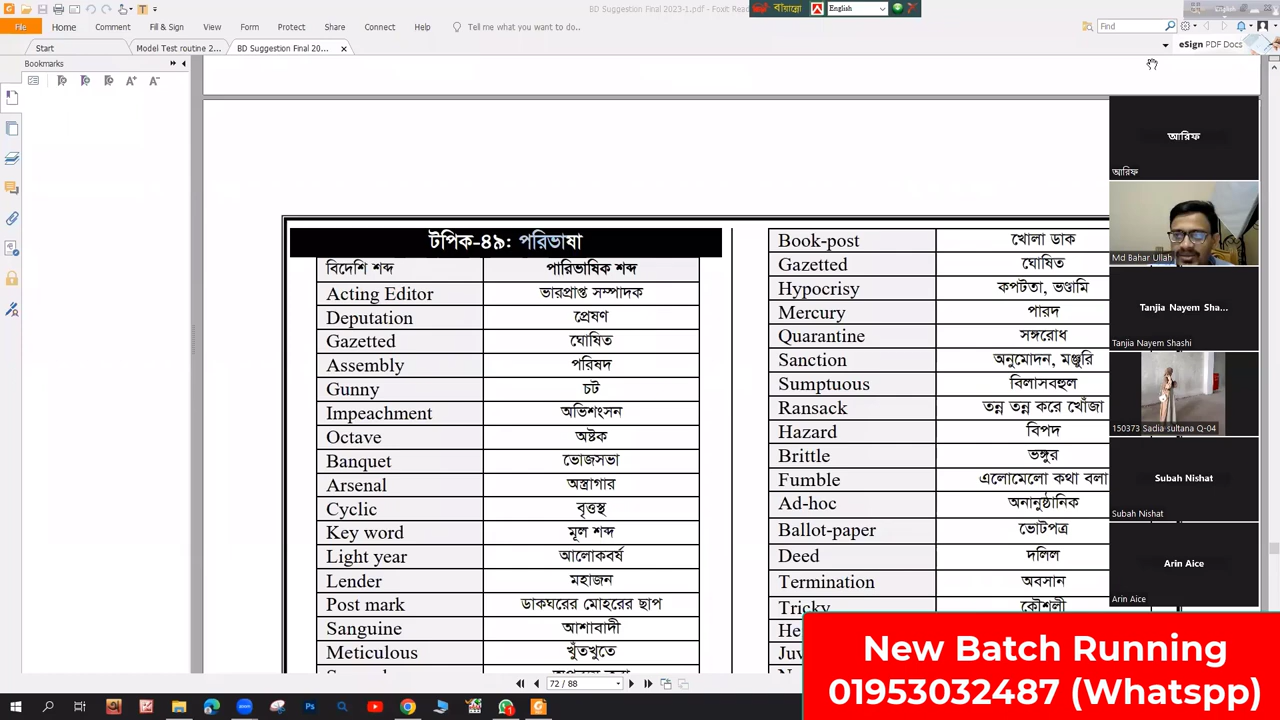 BD Suggestion Final 2023-1.pdf - Foxit Rea
বাঁয়ান্নো
English
File
Home
Comment
Fill & Sign
View
Form
Protect
Share
Connect
Help
Tell me what you want to do...
Find
Start
Model Test routine 2...
BD Suggestion Final 20...
eSign PDF Docs
Bookmarks
টপিক-৪৯: পরিভাষা
বিদেশি শব্দ পারিভাষিক শব্দ
Acting Editor ভারপ্রাপ্ত সম্পাদক
Deputation প্রেষণ
Gazetted ঘোষিত
Assembly পরিষদ
Gunny চট
Impeachment অভিশংসন
Octave অষ্টক
Banquet ভোজসভা
Arsenal অস্ত্রাগার
Cyclic বৃত্তস্থ
Key word মূল শব্দ
Light year আলোকবর্ষ
Lender মহাজন
Post mark ডাকঘরের মোহরের ছাপ
Sanguine আশাবাদী
Meticulous খুঁতখুতে
Book-post খোলা ডাক
Gazetted ঘোষিত
Hypocrisy কপটতা, ভণ্ডামি
Mercury পারদ
Quarantine সঙ্গরোধ
Sanction অনুমোদন, মঞ্জুরি
Sumptuous বিলাসবহুল
Ransack তন্ন তন্ন করে খোঁজা
Hazard বিপদ
Brittle ভঙ্গুর
Fumble এলোমেলো কথা বলা
Ad-hoc অনানুষ্ঠানিক
Ballot-paper ভোটপত্র
Deed দলিল
Termination অবসান
Tricky কৌশলী
He
Juv
আরিফ
আরিফ
Md Bahar Ullah
Tanjia Nayem Sha...
Tanjia Nayem Shashi
150373 Sadia sultana Q-04
Subah Nishat
Subah Nishat
Arin Aice
Arin Aice
72 / 88
New Batch Running
01953032487 (Whatspp)